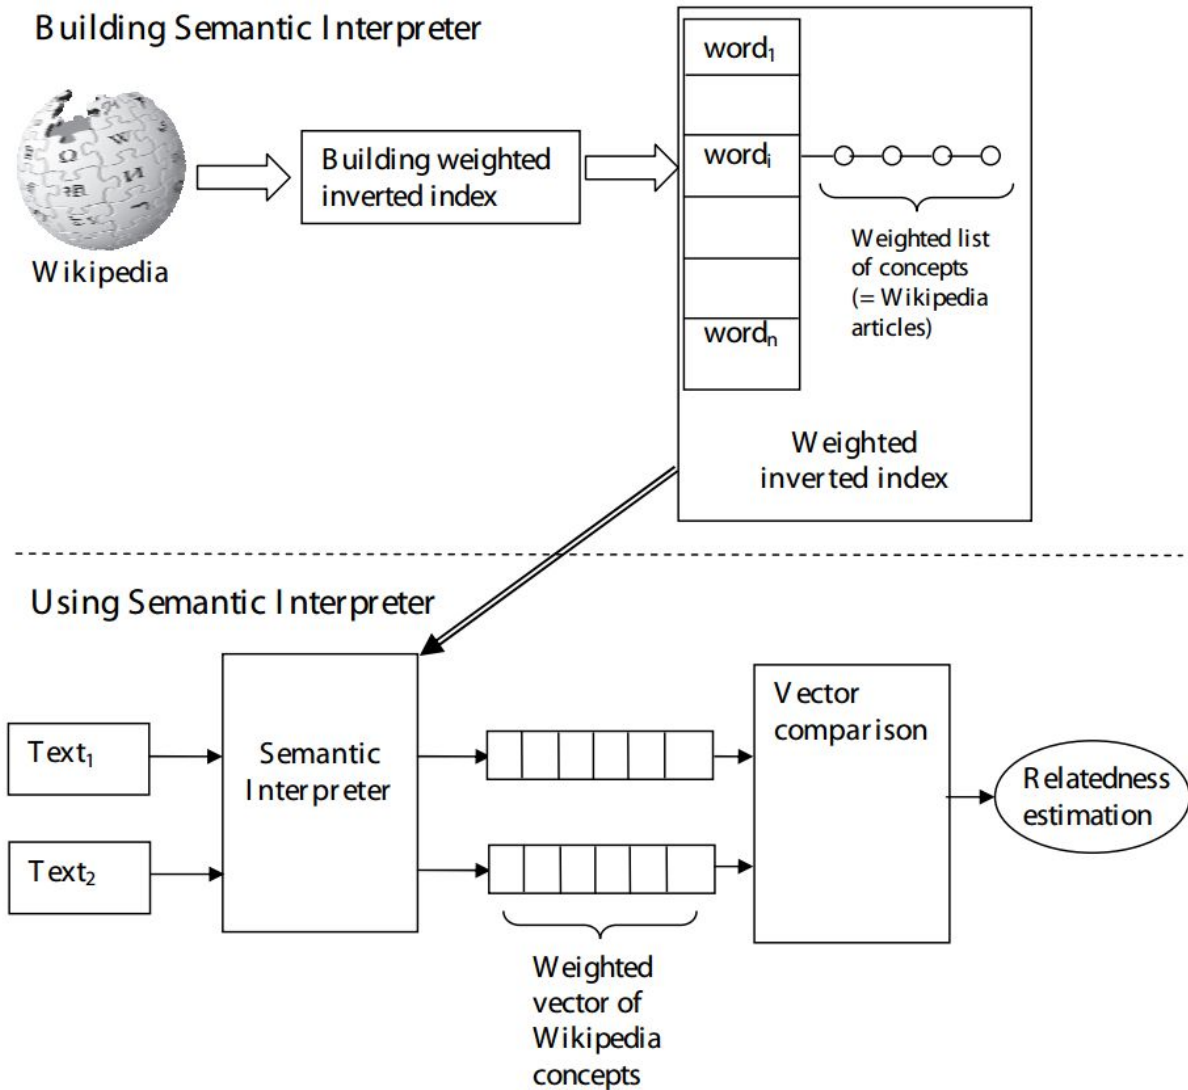 Building Semantic Interpreter
Wikipedia
Building weighted
inverted index
word₁
wordᵢ
wordₙ
Weighted list
of concepts
(= Wikipedia
articles)
Weighted
inverted index
Using Semantic Interpreter
Text₁
Text₂
Semantic
Interpreter
Weighted
vector of
Wikipedia
concepts
Vector
comparison
Relatedness
estimation